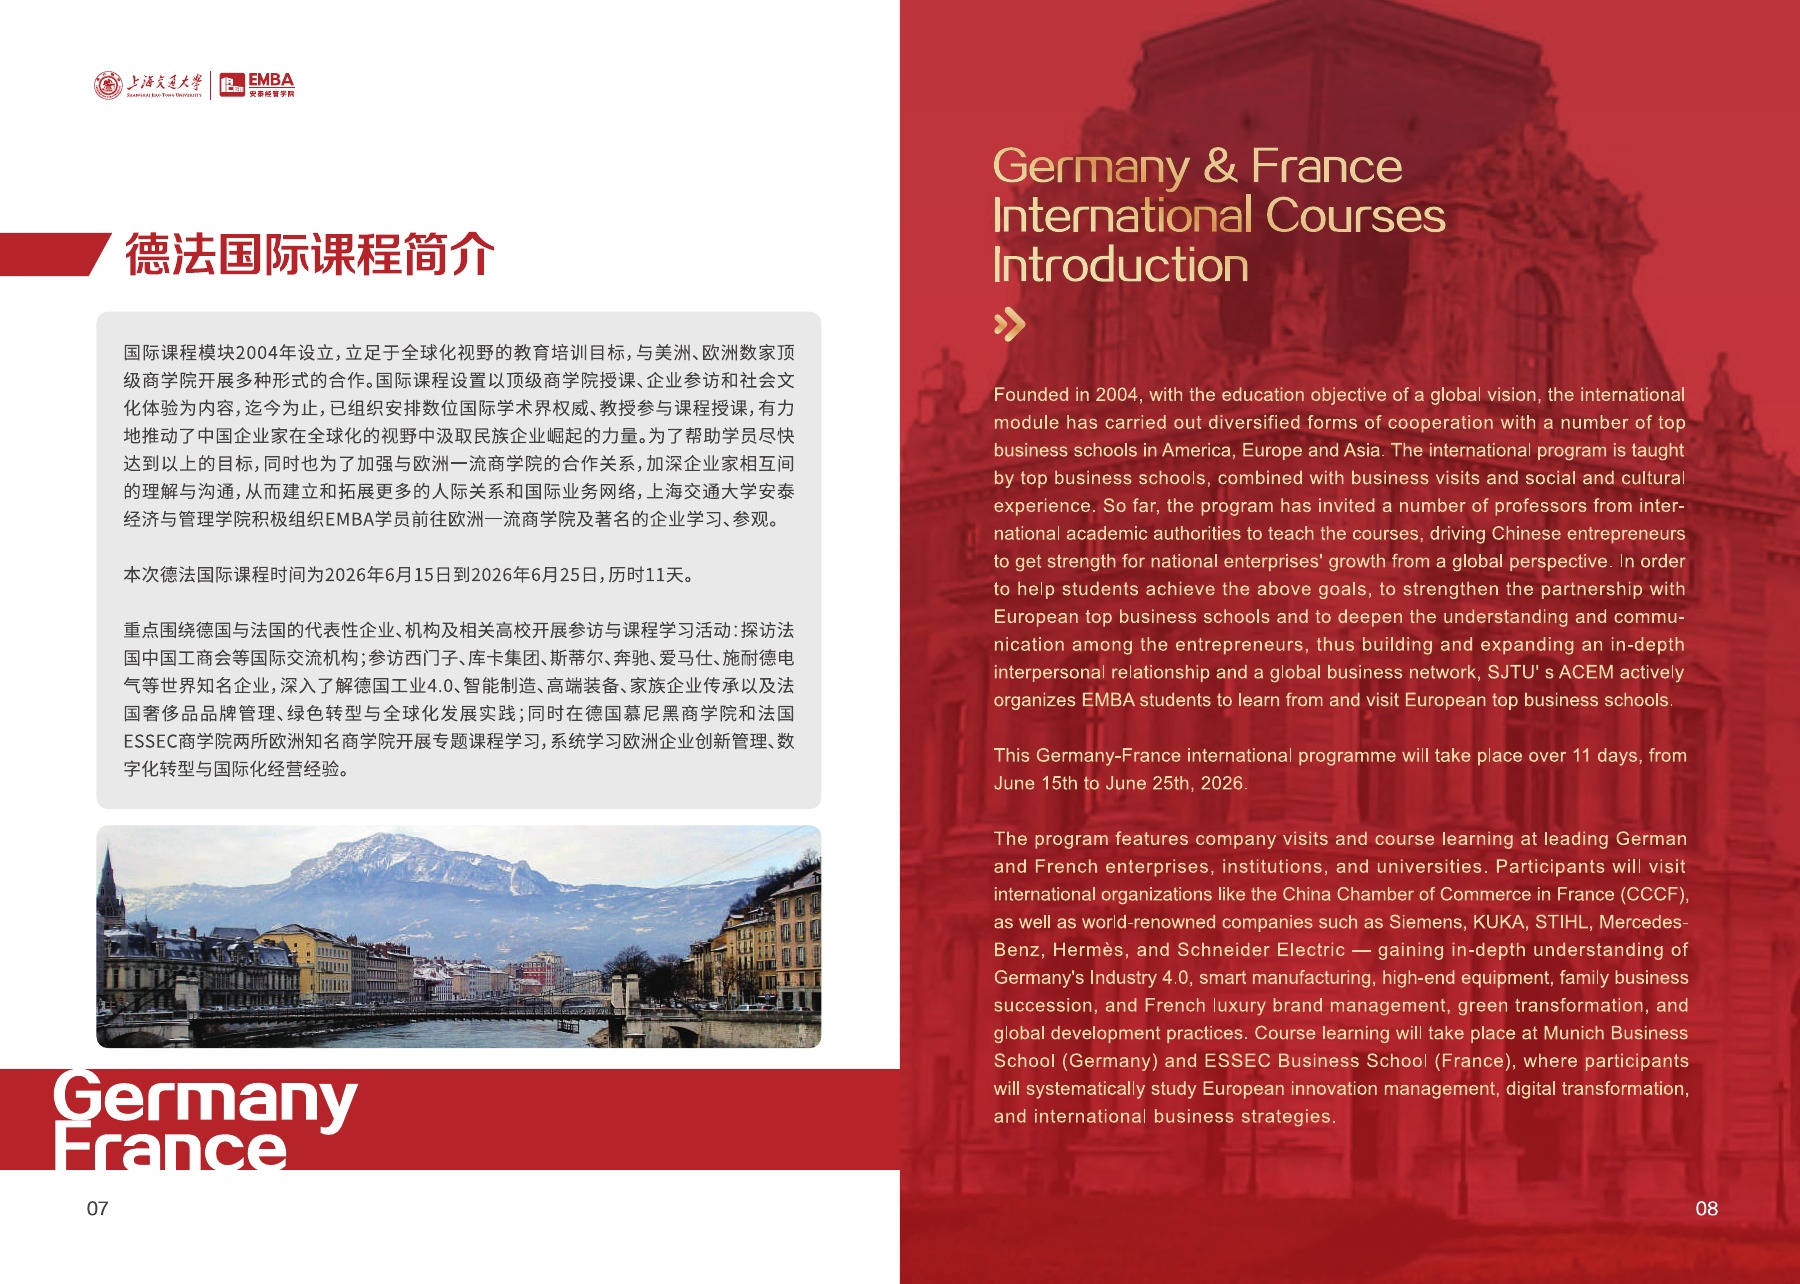 上海交通大学
SHANGHAI JIAO TONG UNIVERSITY
EMBA
安泰经管学院
德法国际课程简介
国际课程模块2004年设立，立足于全球化视野的教育培训目标，与美洲、欧洲数家顶
级商学院开展多种形式的合作。国际课程设置以顶级商学院授课、企业参访和社会文
化体验为内容，迄今为止，已组织安排数位国际学术界权威、教授参与课程授课，有力
地推动了中国企业家在全球化的视野中汲取民族企业崛起的力量。为了帮助学员尽快
达到以上的目标，同时也为了加强与欧洲一流商学院的合作关系，加深企业家相互间
的理解与沟通，从而建立和拓展更多的人际关系和国际业务网络，上海交通大学安泰
经济与管理学院积极组织EMBA学员前往欧洲一流商学院及著名的企业学习、参观。
本次德法国际课程时间为2026年6月15日到2026年6月25日，历时11天。
重点围绕德国与法国的代表性企业、机构及相关高校开展参访与课程学习活动：探访法
国中国工商会等国际交流机构；参访西门子、库卡集团、斯蒂尔、奔驰、爱马仕、施耐德电
气等世界知名企业，深入了解德国工业4.0、智能制造、高端装备、家族企业传承以及法
国奢侈品品牌管理、绿色转型与全球化发展实践；同时在德国慕尼黑商学院和法国
ESSEC商学院两所欧洲知名商学院开展专题课程学习，系统学习欧洲企业创新管理、数
字化转型与国际化经营经验。
Germany
France
07
Germany & France
International Courses
Introduction
Founded in 2004, with the education objective of a global vision, the international
module has carried out diversified forms of cooperation with a number of top
business schools in America, Europe and Asia. The international program is taught
by top business schools, combined with business visits and social and cultural
experience. So far, the program has invited a number of professors from inter-
national academic authorities to teach the courses, driving Chinese entrepreneurs
to get strength for national enterprises' growth from a global perspective. In order
to help students achieve the above goals, to strengthen the partnership with
European top business schools and to deepen the understanding and commu-
nication among the entrepreneurs, thus building and expanding an in-depth
interpersonal relationship and a global business network, SJTU' s ACEM actively
organizes EMBA students to learn from and visit European top business schools.
This Germany-France international programme will take place over 11 days, from
June 15th to June 25th, 2026.
The program features company visits and course learning at leading German
and French enterprises, institutions, and universities. Participants will visit
international organizations like the China Chamber of Commerce in France (CCCF),
as well as world-renowned companies such as Siemens, KUKA, STIHL, Mercedes-
Benz, Hermès, and Schneider Electric — gaining in-depth understanding of
Germany's Industry 4.0, smart manufacturing, high-end equipment, family business
succession, and French luxury brand management, green transformation, and
global development practices. Course learning will take place at Munich Business
School (Germany) and ESSEC Business School (France), where participants
will systematically study European innovation management, digital transformation,
and international business strategies.
08